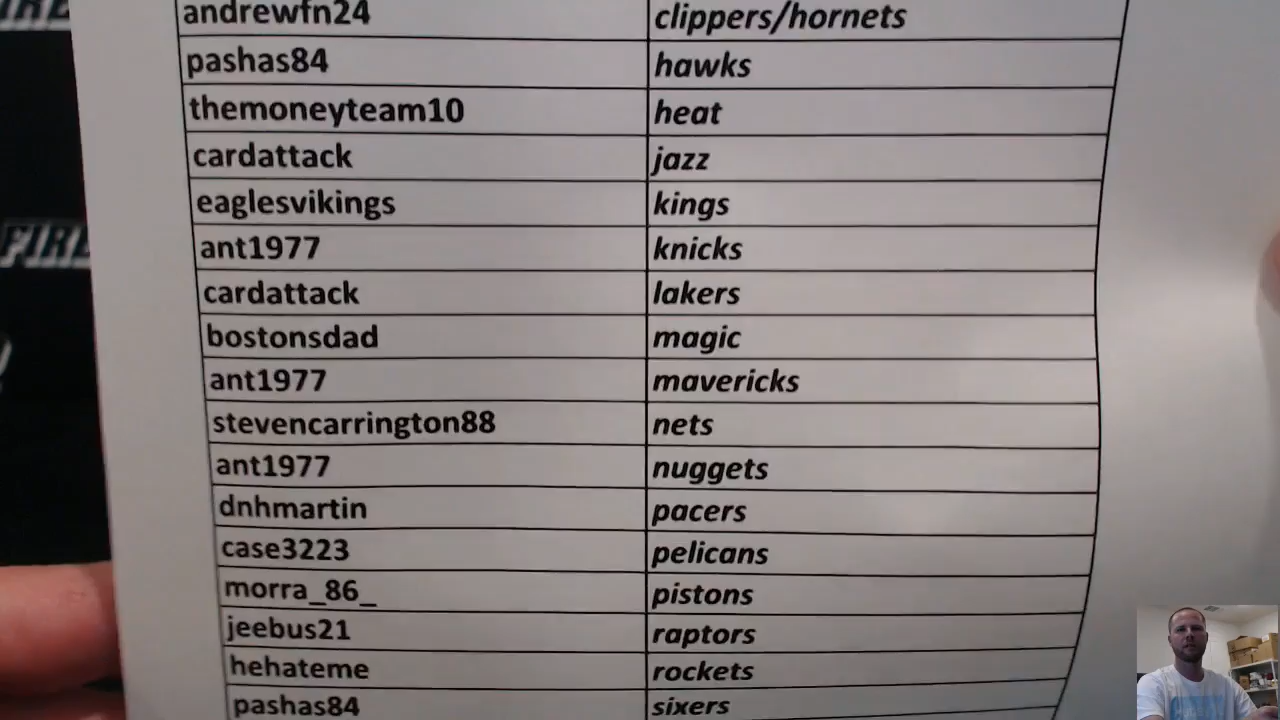 andrewfn24 clippers/hornets
pashas84 hawks
themoneyteam10 heat
cardattack jazz
eaglesvikings kings
ant1977 knicks
cardattack lakers
bostonsdad magic
ant1977 mavericks
stevencarrington88 nets
ant1977 nuggets
dnhmartin pacers
case3223 pelicans
morra_86_ pistons
jeebus21 raptors
hehateme rockets
pashas84 sixers